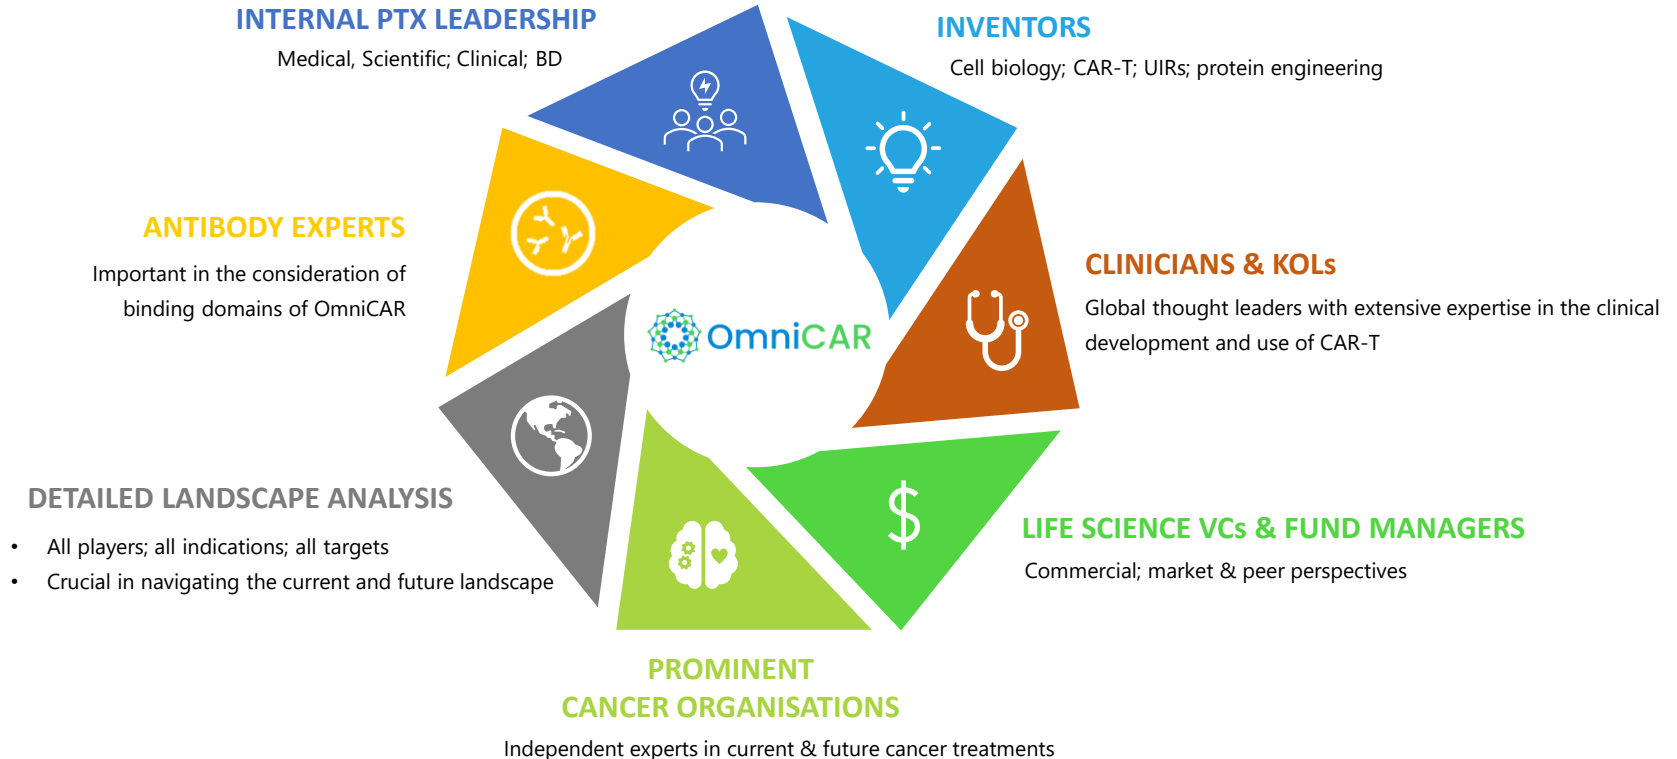 INTERNAL PTX LEADERSHIP
Medical, Scientific; Clinical; BD
INVENTORS
Cell biology; CAR-T; UIRs; protein engineering
ANTIBODY EXPERTS
Important in the consideration of
binding domains of OmniCAR
CLINICIANS & KOLs
Global thought leaders with extensive expertise in the clinical
development and use of CAR-T
OmniCAR
DETAILED LANDSCAPE ANALYSIS
• All players; all indications; all targets
• Crucial in navigating the current and future landscape
$
LIFE SCIENCE VCs & FUND MANAGERS
Commercial; market & peer perspectives
PROMINENT
CANCER ORGANISATIONS
Independent experts in current & future cancer treatments